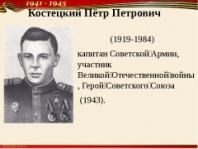 1941 - 1945
Костецкий Пётр Петрович
(1919-1984)
капитан Советской Армии,
участник
Великой Отечественной войны
, Герой Советского Союза
(1943).